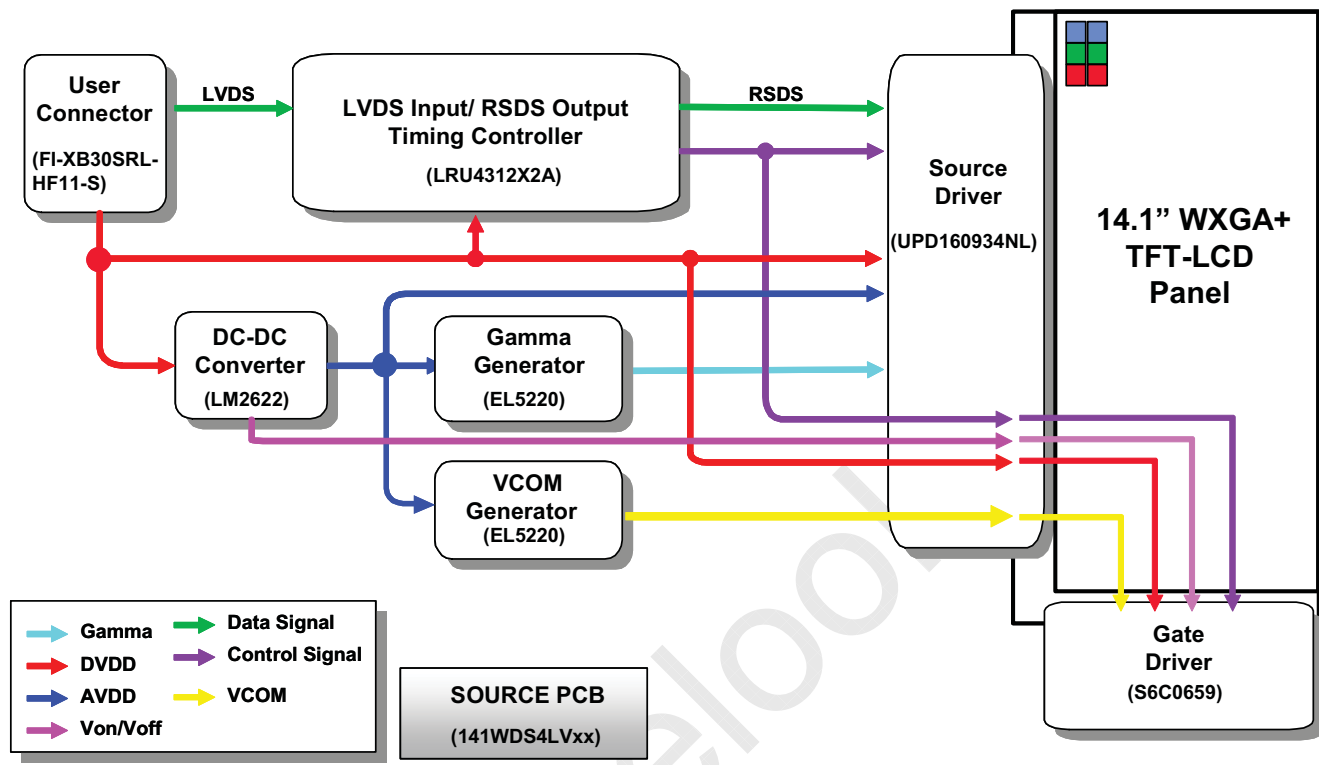 User
Connector
(FI-XB30SRL-
HF11-S)
LVDS
LVDS Input/ RSDS Output
Timing Controller
(LRU4312X2A)
RSDS
Source
Driver
(UPD160934NL)
14.1” WXGA+
TFT-LCD
Panel
DC-DC
Converter
(LM2622)
Gamma
Generator
(EL5220)
VCOM
Generator
(EL5220)
Gamma
DVDD
AVDD
Von/Voff
Data Signal
Control Signal
VCOM
SOURCE PCB
(141WDS4LVxx)
Gate
Driver
(S6C0659)